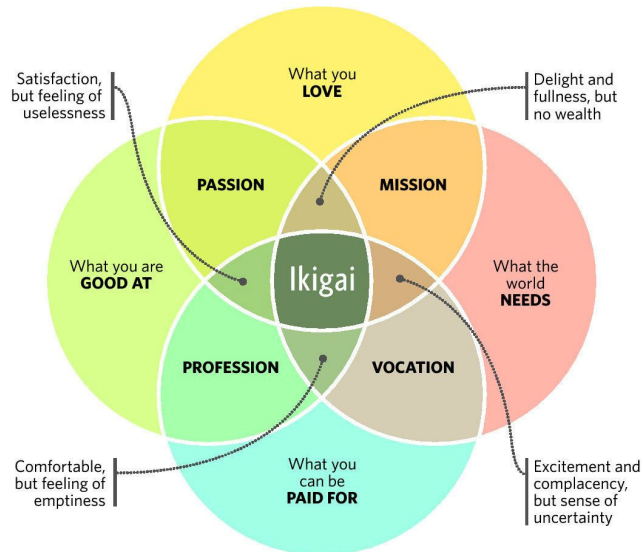 What you
LOVE
Satisfaction,
but feeling of
uselessness
Delight and
fullness, but
no wealth
PASSION
MISSION
What you are
GOOD AT
Ikigai
What the
world
NEEDS
PROFESSION
VOCATION
Comfortable,
but feeling of
emptiness
What you
can be
PAID FOR
Excitement and
complacency,
but sense of
uncertainty